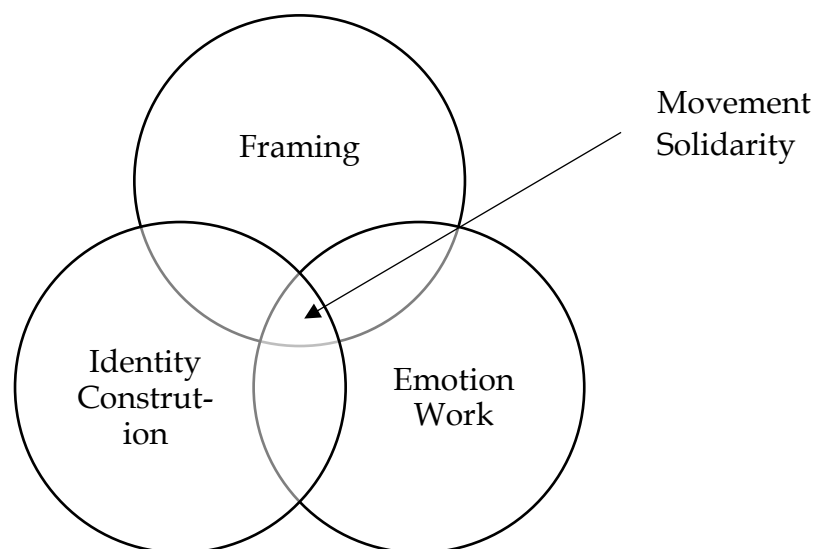 Framing
Movement
Solidarity
Identity
Construt-
ion
Emotion
Work